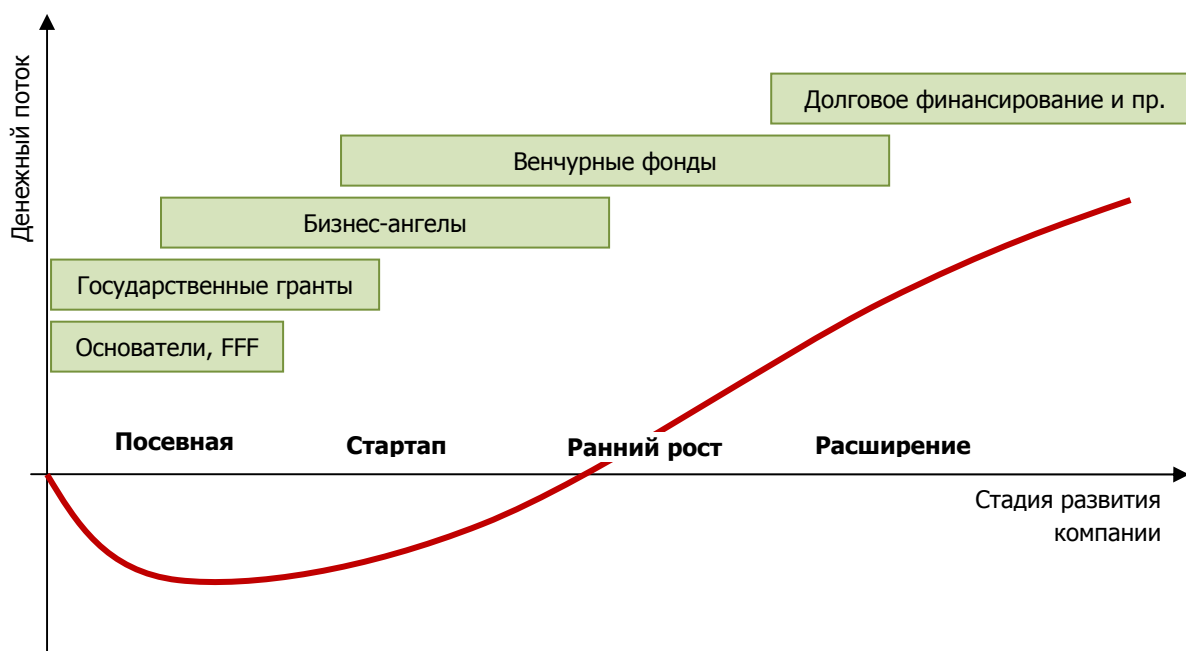 Денежный поток
Долговое финансирование и пр.
Венчурные фонды
Бизнес-ангелы
Государственные гранты
Основатели, FFF
Посевная
Стартап
Ранний рост
Расширение
Стадия развития
компании